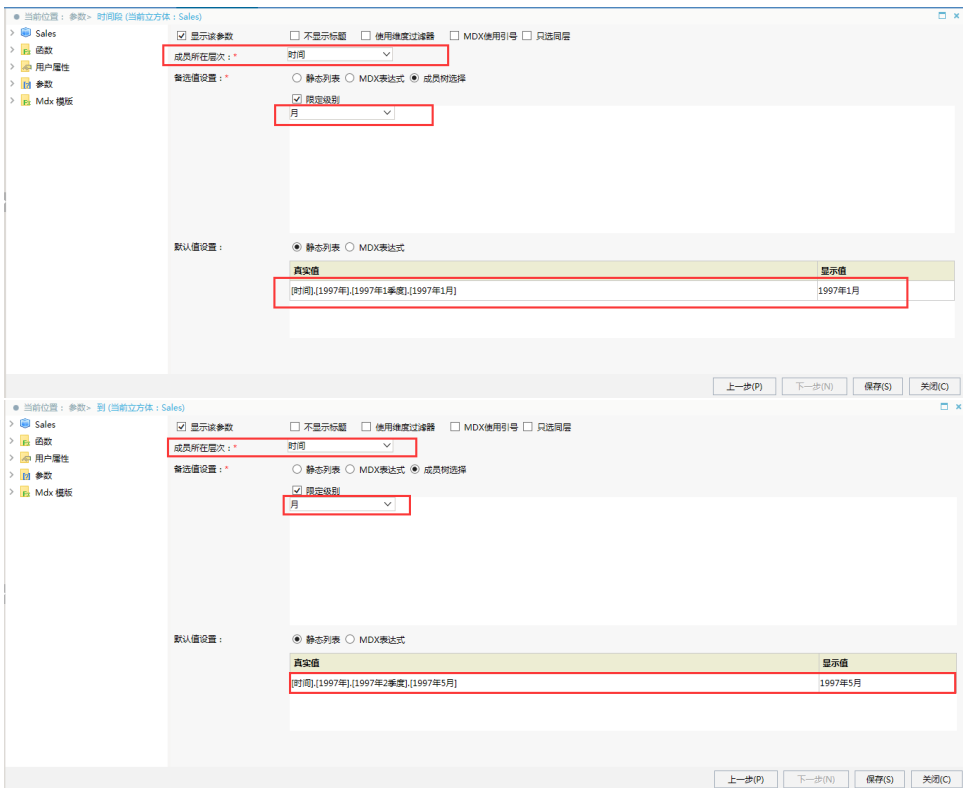 当前位置：参数> 时间段 (当前立方体：Sales)
Sales
函数
用户属性
参数
Mdx 模版
显示该参数 不显示标题 使用维度过滤器 MDX使用引号 只选同层
成员所在层次：* 时间
备选值设置：* 静态列表 MDX表达式 成员树选择
限定级别
月
默认值设置： 静态列表 MDX表达式
真实值 显示值
[时间].[1997年].[1997年1季度].[1997年1月] 1997年1月
上一步(P) 下一步(N) 保存(S) 关闭(C)
当前位置：参数> 到 (当前立方体：Sales)
Sales
函数
用户属性
参数
Mdx 模版
显示该参数 不显示标题 使用维度过滤器 MDX使用引号 只选同层
成员所在层次：* 时间
备选值设置：* 静态列表 MDX表达式 成员树选择
限定级别
月
默认值设置： 静态列表 MDX表达式
真实值 显示值
[时间].[1997年].[1997年2季度].[1997年5月] 1997年5月
上一步(P) 下一步(N) 保存(S) 关闭(C)